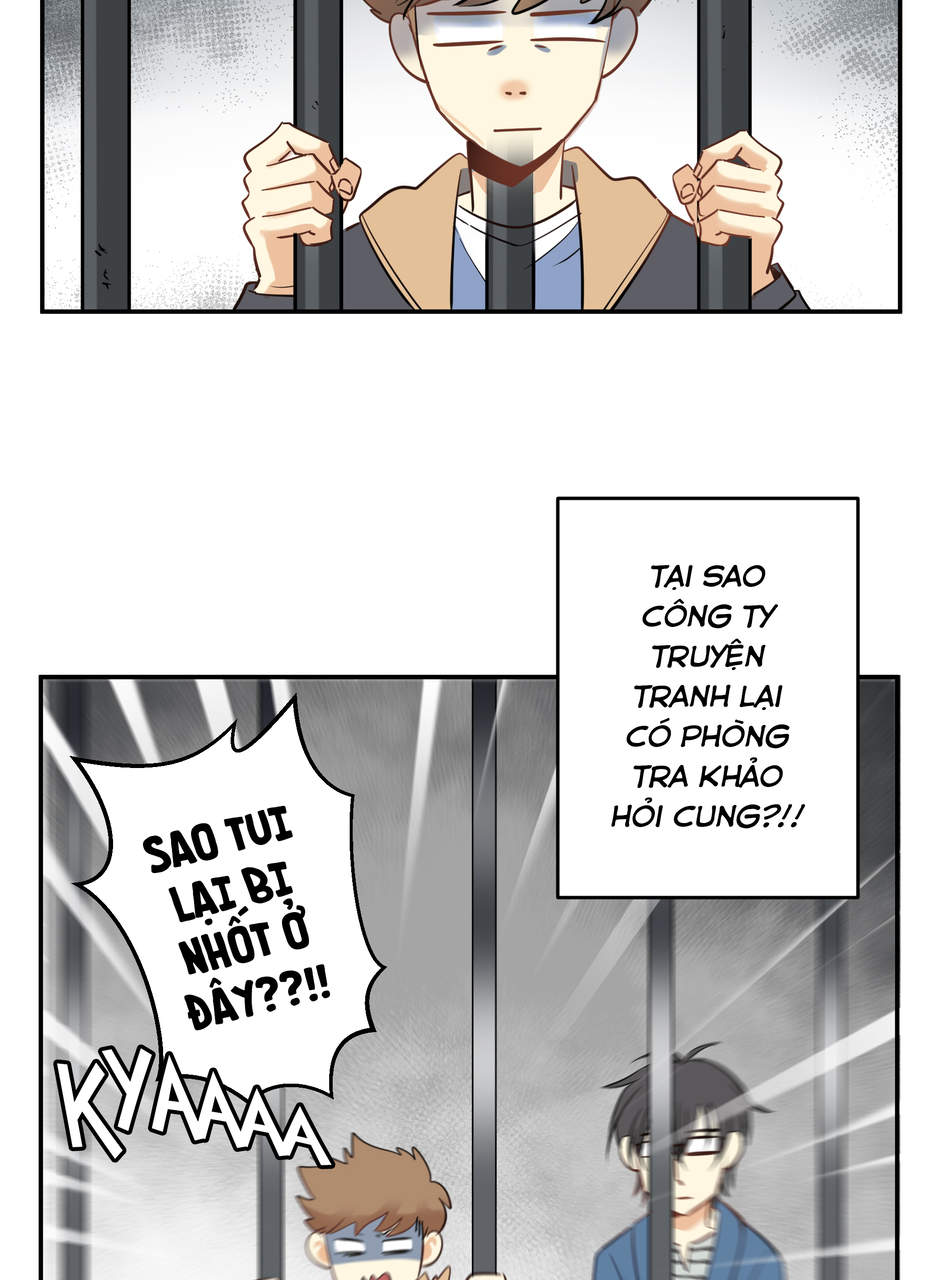 TẠI SAO
CÔNG TY
TRUYỆN
TRANH LẠI
CÓ PHÒNG
TRA KHẢO
HỎI CUNG?!!
SAO TUI
LẠI BỊ
NHỐT Ở
ĐÂY??!!
KYAAAA